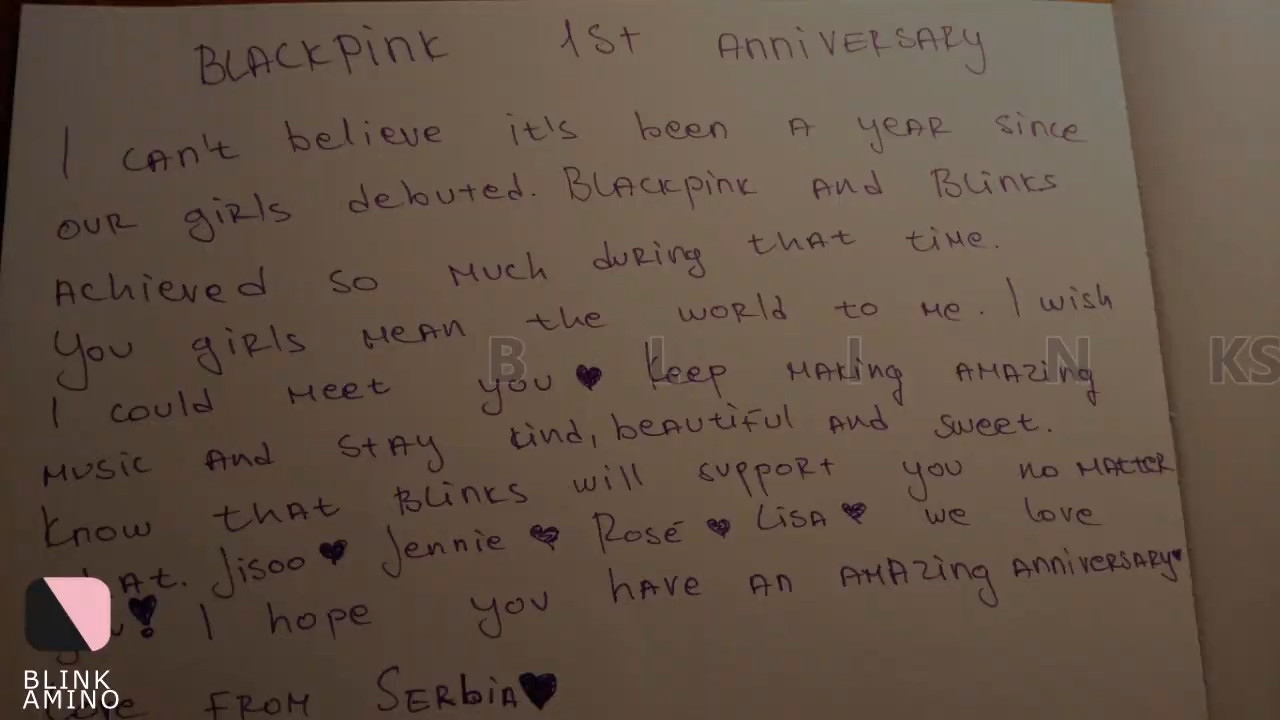 BLACKPINK 1st ANNIVERSARY
I can't believe it's been a year since
our girls debuted. Blackpink and Blinks
achieved so much during that time.
You girls mean the world to me. I wish
I could meet you ♥ Keep making amazing
music and stay kind, beautiful and sweet.
Know that Blinks will support you no matter
Jisoo ♥ Jennie ♥ Rosé ♥ Lisa ♥ we love
I hope you have an amazing anniversary♥
from Serbia♥
BLINKS
BLINK
AMINO